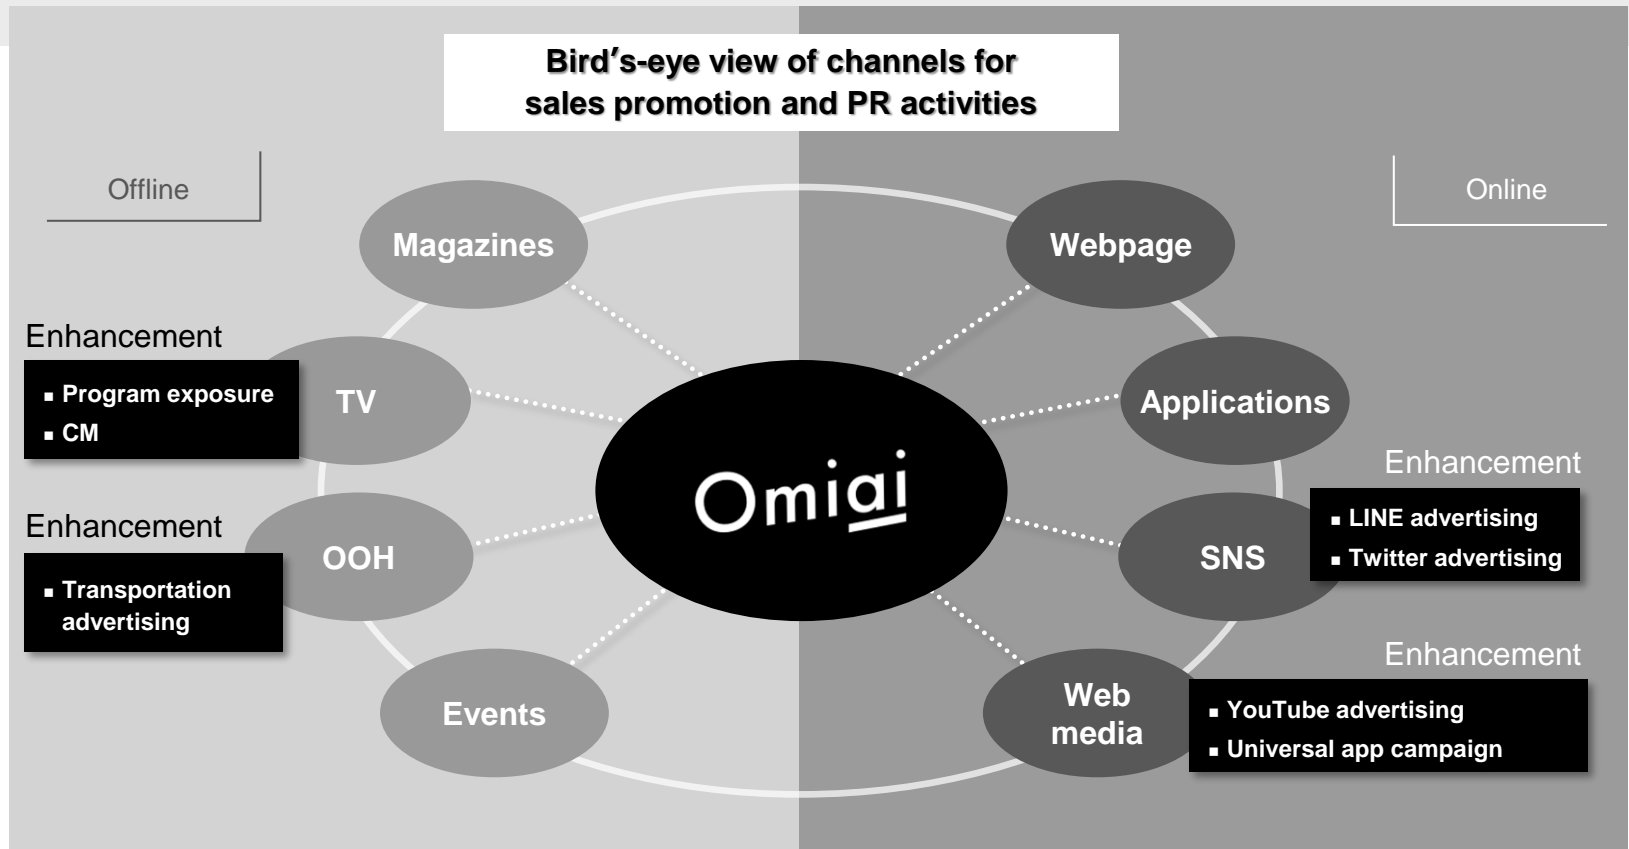 Bird’s-eye view of channels for
sales promotion and PR activities
Offline
Online
Magazines
Webpage
Enhancement
▪ Program exposure
▪ CM
TV
Applications
Omiai
Enhancement
▪ Transportation
advertising
OOH
SNS
Enhancement
▪ LINE advertising
▪ Twitter advertising
Events
Web
media
Enhancement
▪ YouTube advertising
▪ Universal app campaign